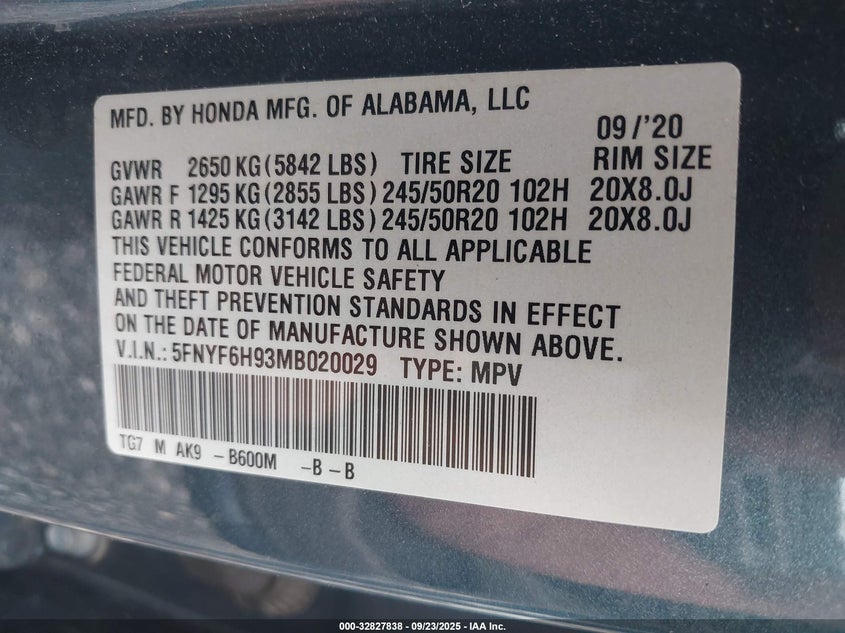 MFD. BY HONDA MFG. OF ALABAMA, LLC
09/'20
GVWR 2650 KG(5842 LBS) TIRE SIZE RIM SIZE
GAWR F 1295 KG(2855 LBS) 245/50R20 102H 20X8.0J
GAWR R 1425 KG(3142 LBS) 245/50R20 102H 20X8.0J
THIS VEHICLE CONFORMS TO ALL APPLICABLE
FEDERAL MOTOR VEHICLE SAFETY
AND THEFT PREVENTION STANDARDS IN EFFECT
ON THE DATE OF MANUFACTURE SHOWN ABOVE.
V.I.N.: 5FNYF6H93MB020029 TYPE: MPV
TG7 M AK9 -B600M -B -B
000-32827838 - 09/23/2025 - IAA Inc.